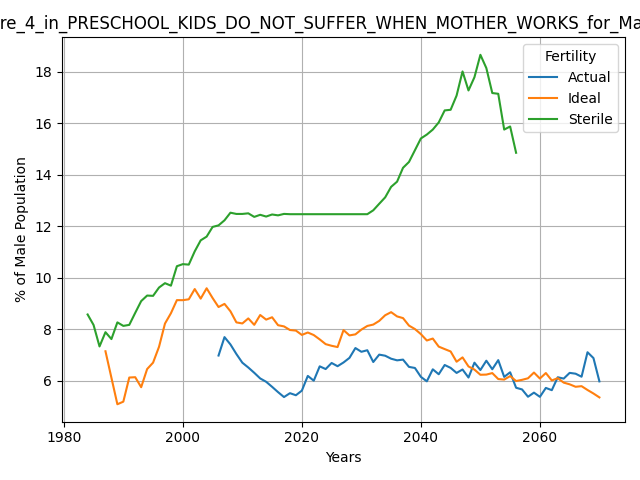 re_4_in_PRESCHOOL_KIDS_DO_NOT_SUFFER_WHEN_MOTHER_WORKS_for_Ma
Fertility
Actual
Ideal
Sterile
% of Male Population
18
16
14
12
10
8
6
1980
2000
2020
2040
2060
Years